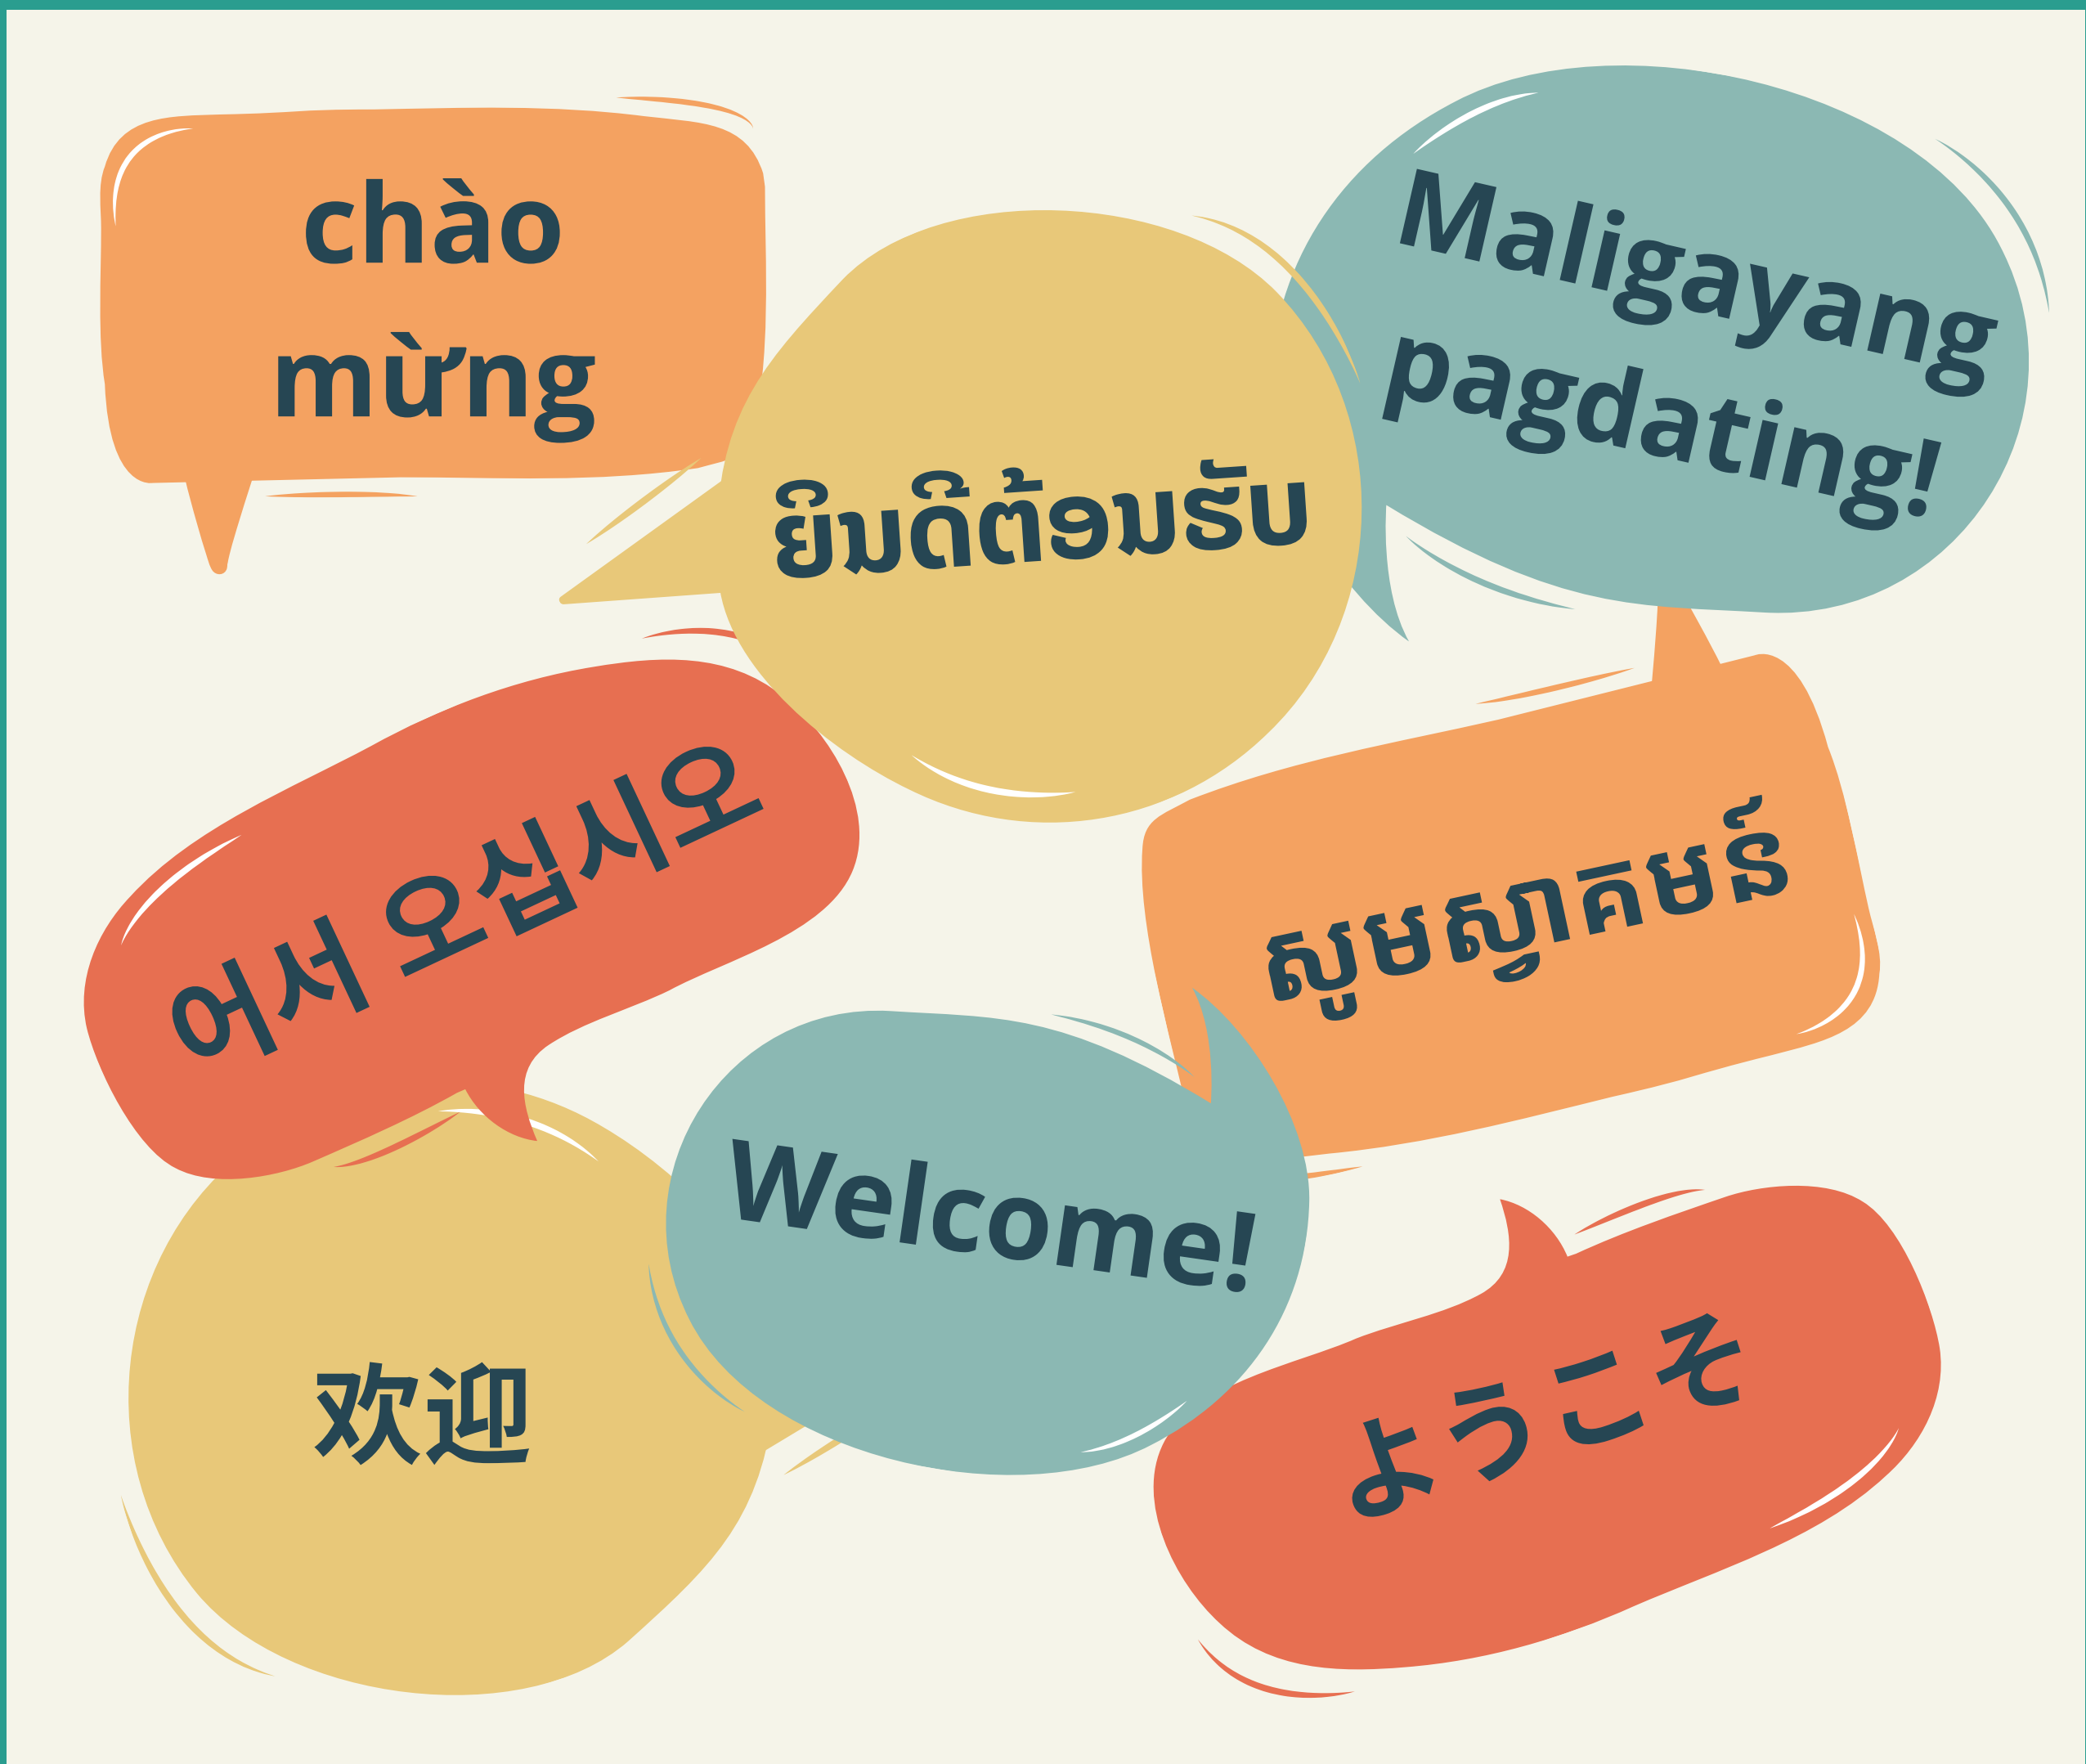 chào
mừng
Maligayang
pagdating!
ຍິນດີຕ້ອນຮັບ
어서 오십시오
សូមស្វាគមន៍
Welcome!
欢迎
ようこそ